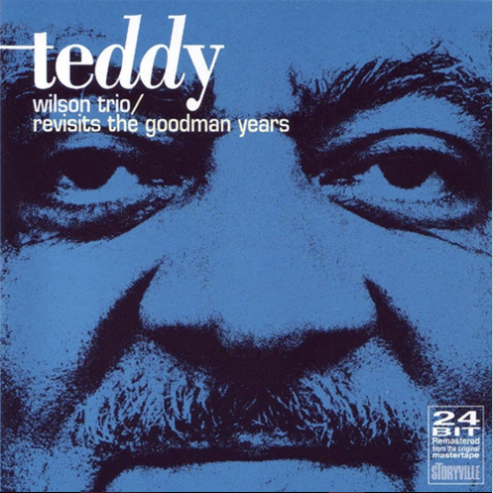 teddy
wilson trio/
revisits the goodman years
24
BIT
Remastered
from the original
mastertape
STORYVILLE